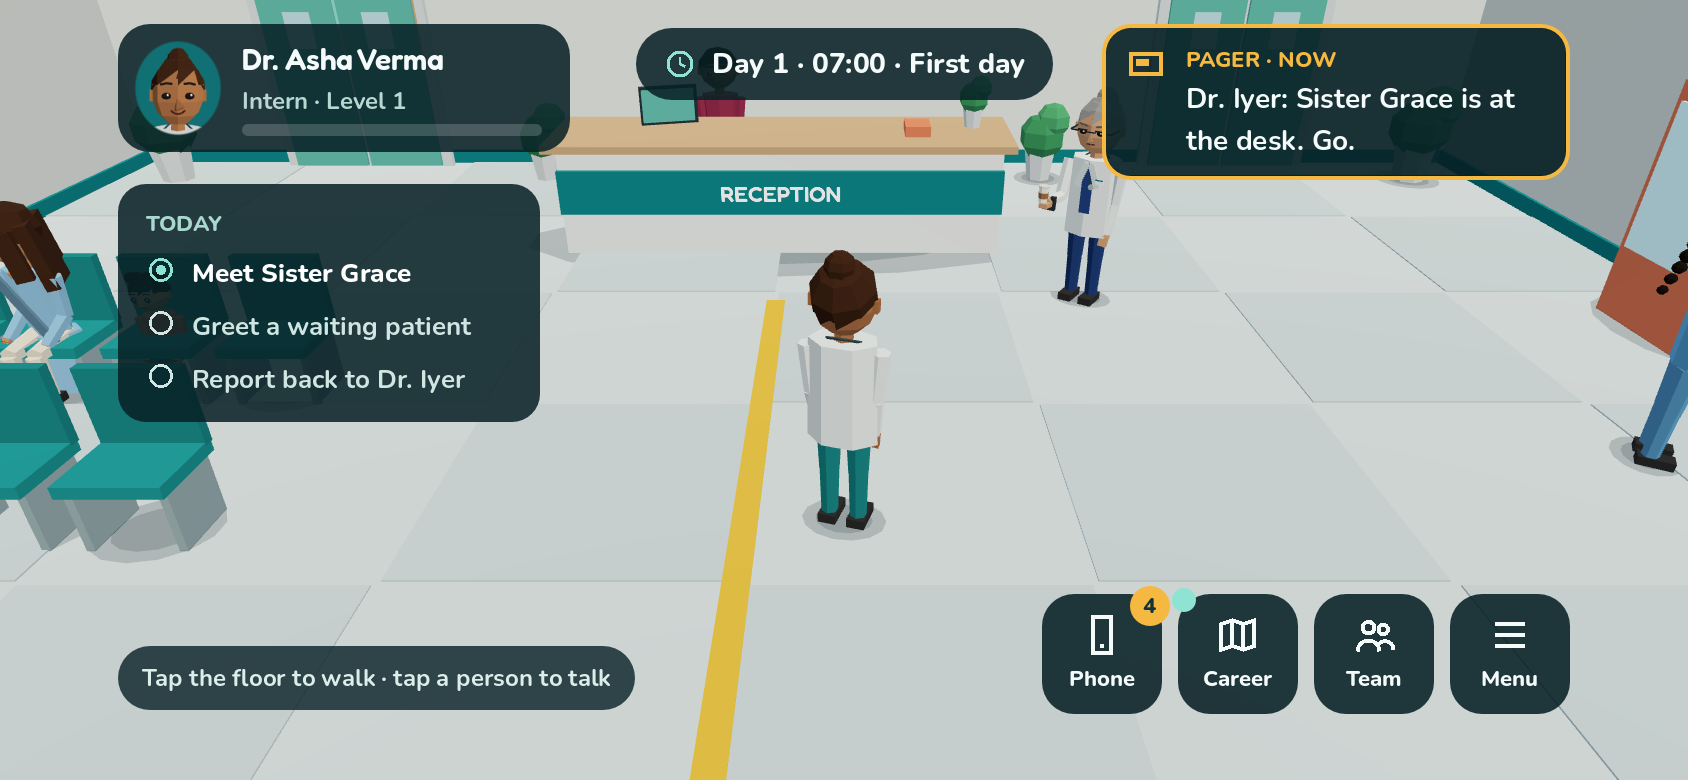 Dr. Asha Verma
Intern · Level 1
Day 1 · 07:00 · First day
PAGER · NOW
Dr. Iyer: Sister Grace is at
the desk. Go.
RECEPTION
TODAY
Meet Sister Grace
Greet a waiting patient
Report back to Dr. Iyer
Tap the floor to walk · tap a person to talk
4
Phone
Career
Team
Menu